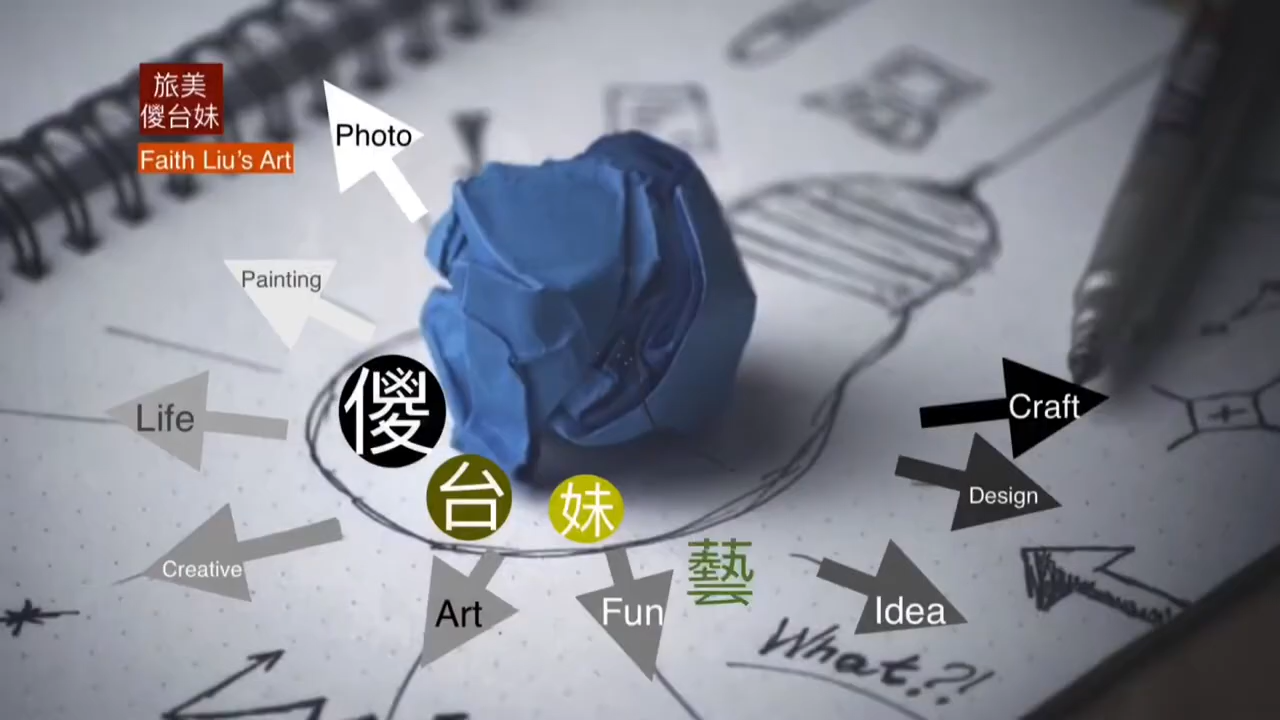 旅美
傻台妹
Faith Liu's Art
Photo
Painting
Life
Creative
傻
台
妹
藝
Art
Fun
Craft
Design
Idea
What?!